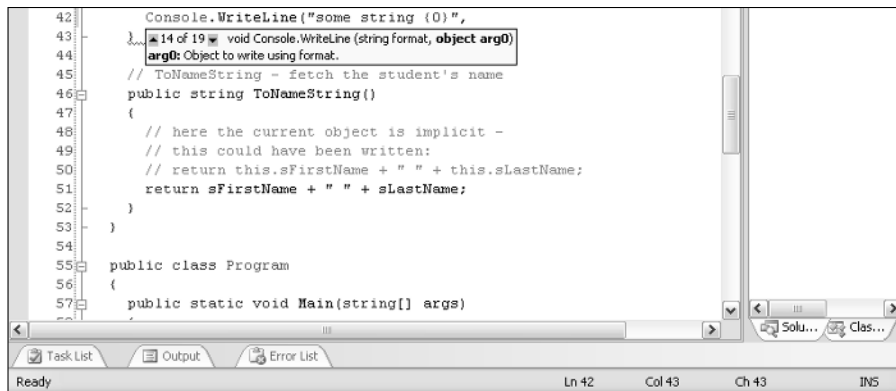 42 Console.WriteLine("some string {0}",
43 } ▲ 14 of 19 ▼ void Console.WriteLine (string format, object arg0)
44 arg0: Object to write using format.
45 // ToNameString - fetch the student's name
46 public string ToNameString()
47 {
48 // here the current object is implicit -
49 // this could have been written:
50 // return this.sFirstName + " " + this.sLastName;
51 return sFirstName + " " + sLastName;
52 }
53 }
54
55 public class Program
56 {
57 public static void Main(string[] args)
Solu... Clas...
Task List Output Error List
Ready Ln 42 Col 43 Ch 43 INS